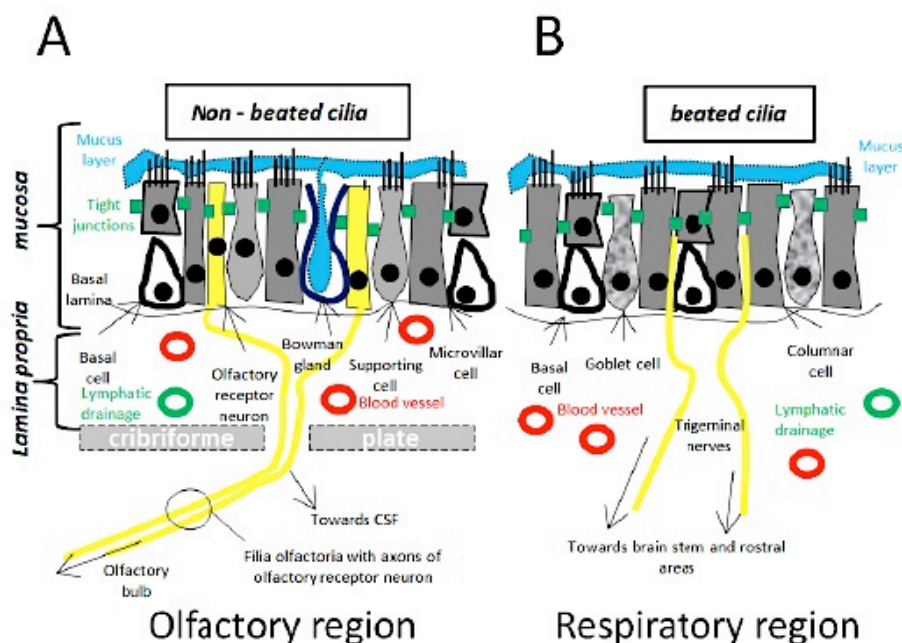 A
B
Non - beated cilia
beated cilia
Mucus
layer
Mucus
layer
mucosa
Tight
junctions
Basal
lamina
Lamina propria
Basal
cell
Olfactory
receptor
neuron
Bowman
gland
Supporting
cell
Microvillar
cell
Lymphatic
drainage
Blood vessel
cribriforme
plate
Towards CSF
Filia olfactoria with axons of
olfactory receptor neuron
Olfactory
bulb
Basal
cell
Goblet cell
Columnar
cell
Blood vessel
Trigeminal
nerves
Lymphatic
drainage
Towards brain stem and rostral
areas
Olfactory region
Respiratory region